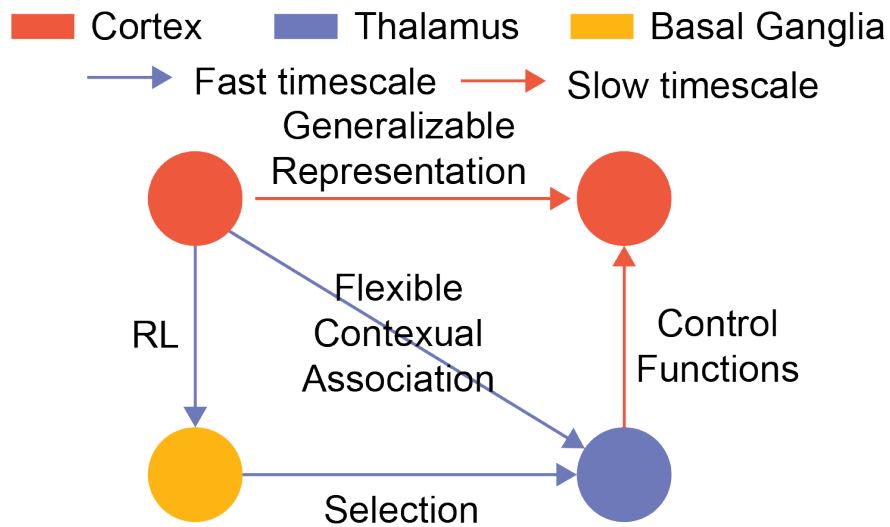 Cortex Thalamus Basal Ganglia
Fast timescale Slow timescale
Generalizable
Representation
Flexible
Contexual
Association
RL
Control
Functions
Selection